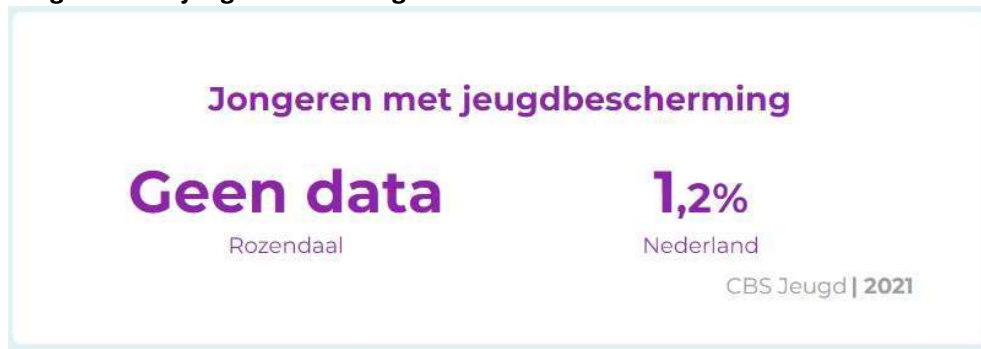 Jongeren met jeugdbescherming
Geen data
Rozendaal
1,2%
Nederland
CBS Jeugd | 2021